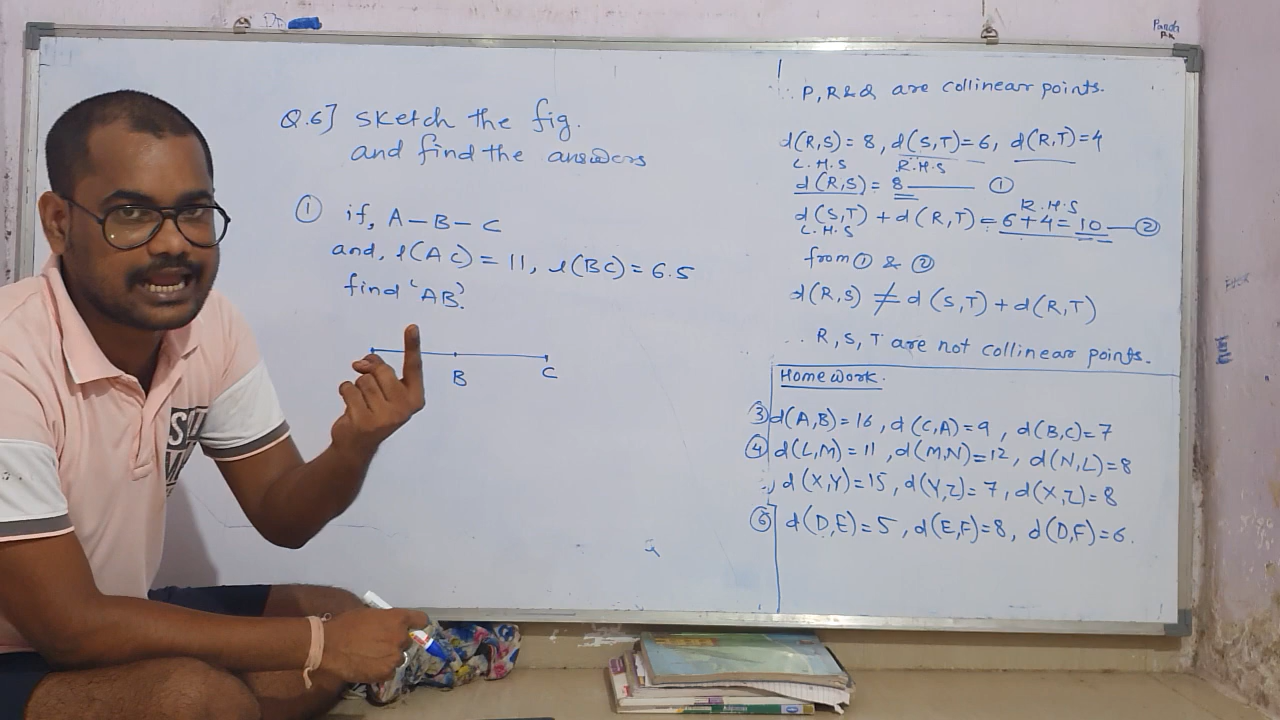 Q.6] Sketch the fig.
and find the answers
① if, A – B – C
and, l(AC) = 11, l(BC) = 6.5
find 'AB'.
B C
∴ P, R & Q are collinear points.
d(R,S) = 8, d(S,T) = 6, d(R,T) = 4
L.H.S R.H.S
d(R,S) = 8 ——— ①
R.H.S
d(S,T) + d(R,T) = 6 + 4 = 10 — ②
L.H.S
from ① & ②
d(R,S) ≠ d(S,T) + d(R,T)
∴ R, S, T are not collinear points.
Homework.
③ d(A,B) = 16, d(C,A) = 9, d(B,C) = 7
④ d(L,M) = 11, d(M,N) = 12, d(N,L) = 8
d(X,Y) = 15, d(Y,Z) = 7, d(X,Z) = 8
⑥ d(D,E) = 5, d(E,F) = 8, d(D,F) = 6.